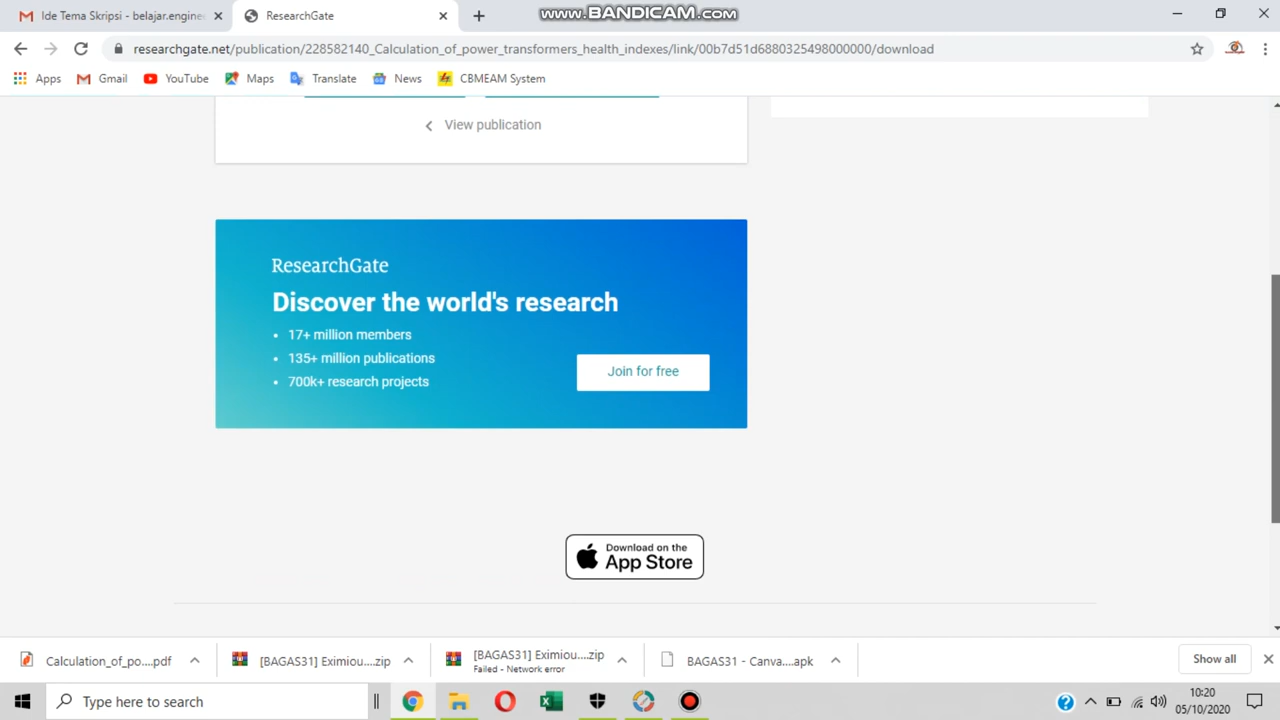 Ide Tema Skripsi - belajar.engine
ResearchGate
www.BANDICAM.com
researchgate.net/publication/228582140_Calculation_of_power_transformers_health_indexes/link/00b7d51d6880325498000000/download
Apps
Gmail
YouTube
Maps
Translate
News
CBMEAM System
View publication
ResearchGate
Discover the world's research
• 17+ million members
• 135+ million publications
• 700k+ research projects
Join for free
Download on the
App Store
Calculation_of_po....pdf
[BAGAS31] Eximiou....zip
[BAGAS31] Eximiou....zip
Failed - Network error
BAGAS31 - Canva....apk
Show all
Type here to search
10:20
05/10/2020